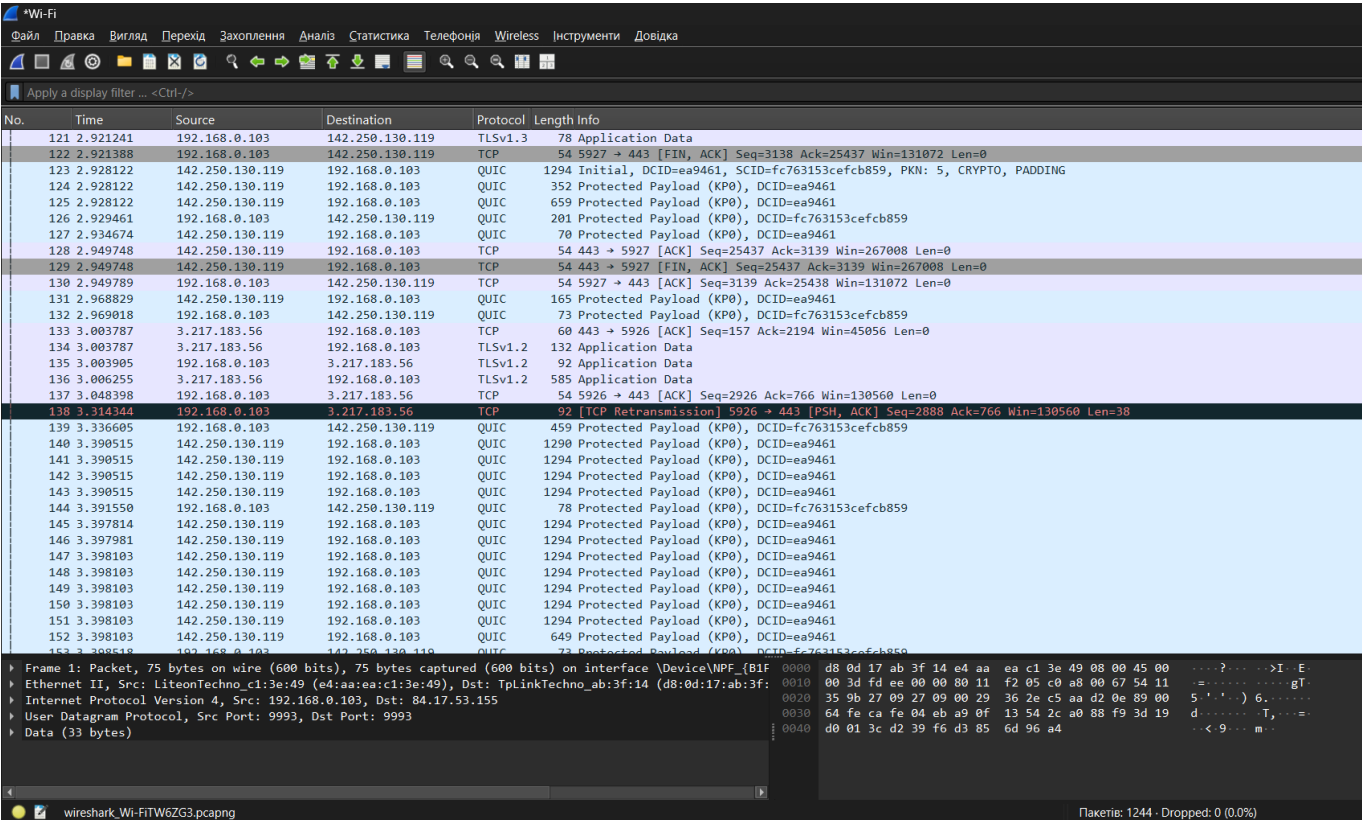 *Wi-Fi
Файл Правка Вигляд Перехід Захоплення Аналіз Статистика Телефонія Wireless Інструменти Довідка
Apply a display filter ... <Ctrl-/>
No. Time Source Destination Protocol Length Info
121 2.921241 192.168.0.103 142.250.130.119 TLSv1.3 78 Application Data
122 2.921388 192.168.0.103 142.250.130.119 TCP 54 5927 → 443 [FIN, ACK] Seq=3138 Ack=25437 Win=131072 Len=0
123 2.928122 142.250.130.119 192.168.0.103 QUIC 1294 Initial, DCID=ea9461, SCID=fc763153cefcb859, PKN: 5, CRYPTO, PADDING
124 2.928122 142.250.130.119 192.168.0.103 QUIC 352 Protected Payload (KP0), DCID=ea9461
125 2.928122 142.250.130.119 192.168.0.103 QUIC 659 Protected Payload (KP0), DCID=ea9461
126 2.929461 192.168.0.103 142.250.130.119 QUIC 201 Protected Payload (KP0), DCID=fc763153cefcb859
127 2.934674 142.250.130.119 192.168.0.103 QUIC 70 Protected Payload (KP0), DCID=ea9461
128 2.949748 142.250.130.119 192.168.0.103 TCP 54 443 → 5927 [ACK] Seq=25437 Ack=3139 Win=267008 Len=0
129 2.949748 142.250.130.119 192.168.0.103 TCP 54 443 → 5927 [FIN, ACK] Seq=25437 Ack=3139 Win=267008 Len=0
130 2.949789 192.168.0.103 142.250.130.119 TCP 54 5927 → 443 [ACK] Seq=3139 Ack=25438 Win=131072 Len=0
131 2.968829 142.250.130.119 192.168.0.103 QUIC 165 Protected Payload (KP0), DCID=ea9461
132 2.969018 192.168.0.103 142.250.130.119 QUIC 73 Protected Payload (KP0), DCID=fc763153cefcb859
133 3.003787 3.217.183.56 192.168.0.103 TCP 60 443 → 5926 [ACK] Seq=157 Ack=2194 Win=45056 Len=0
134 3.003787 3.217.183.56 192.168.0.103 TLSv1.2 132 Application Data
135 3.003905 192.168.0.103 3.217.183.56 TLSv1.2 92 Application Data
136 3.006255 3.217.183.56 192.168.0.103 TLSv1.2 585 Application Data
137 3.048398 192.168.0.103 3.217.183.56 TCP 54 5926 → 443 [ACK] Seq=2926 Ack=766 Win=130560 Len=0
138 3.314344 192.168.0.103 3.217.183.56 TCP 92 [TCP Retransmission] 5926 → 443 [PSH, ACK] Seq=2888 Ack=766 Win=130560 Len=38
139 3.336605 192.168.0.103 142.250.130.119 QUIC 459 Protected Payload (KP0), DCID=fc763153cefcb859
140 3.390515 142.250.130.119 192.168.0.103 QUIC 1290 Protected Payload (KP0), DCID=ea9461
141 3.390515 142.250.130.119 192.168.0.103 QUIC 1294 Protected Payload (KP0), DCID=ea9461
142 3.390515 142.250.130.119 192.168.0.103 QUIC 1294 Protected Payload (KP0), DCID=ea9461
143 3.390515 142.250.130.119 192.168.0.103 QUIC 1294 Protected Payload (KP0), DCID=ea9461
144 3.391550 192.168.0.103 142.250.130.119 QUIC 78 Protected Payload (KP0), DCID=fc763153cefcb859
145 3.397814 142.250.130.119 192.168.0.103 QUIC 1294 Protected Payload (KP0), DCID=ea9461
146 3.397981 142.250.130.119 192.168.0.103 QUIC 1294 Protected Payload (KP0), DCID=ea9461
147 3.398103 142.250.130.119 192.168.0.103 QUIC 1294 Protected Payload (KP0), DCID=ea9461
148 3.398103 142.250.130.119 192.168.0.103 QUIC 1294 Protected Payload (KP0), DCID=ea9461
149 3.398103 142.250.130.119 192.168.0.103 QUIC 1294 Protected Payload (KP0), DCID=ea9461
150 3.398103 142.250.130.119 192.168.0.103 QUIC 1294 Protected Payload (KP0), DCID=ea9461
151 3.398103 142.250.130.119 192.168.0.103 QUIC 1294 Protected Payload (KP0), DCID=ea9461
152 3.398103 142.250.130.119 192.168.0.103 QUIC 649 Protected Payload (KP0), DCID=ea9461
153 3.398518 192.168.0.103 142.250.130.119 QUIC 73 Protected Payload (KP0), DCID=fc763153cefcb859
Frame 1: Packet, 75 bytes on wire (600 bits), 75 bytes captured (600 bits) on interface \Device\NPF_{B1F
Ethernet II, Src: LiteonTechno_c1:3e:49 (e4:aa:ea:c1:3e:49), Dst: TpLinkTechno_ab:3f:14 (d8:0d:17:ab:3f:
Internet Protocol Version 4, Src: 192.168.0.103, Dst: 84.17.53.155
User Datagram Protocol, Src Port: 9993, Dst Port: 9993
Data (33 bytes)
0000 d8 0d 17 ab 3f 14 e4 aa ea c1 3e 49 08 00 45 00 ····?··· ··>I··E·
0010 00 3d fd ee 00 00 80 11 f2 05 c0 a8 00 67 54 11 ·=······ ·····gT·
0020 35 9b 27 09 27 09 00 29 36 2e c5 aa d2 0e 89 00 5·'·'··) 6.······
0030 64 fe ca fe 04 eb a9 0f 13 54 2c a0 88 f9 3d 19 d······· ·T,···=·
0040 d0 01 3c d2 39 f6 d3 85 6d 96 a4 ··<·9··· m··
wireshark_Wi-FiTW6ZG3.pcapng
Пакетів: 1244 · Dropped: 0 (0.0%)